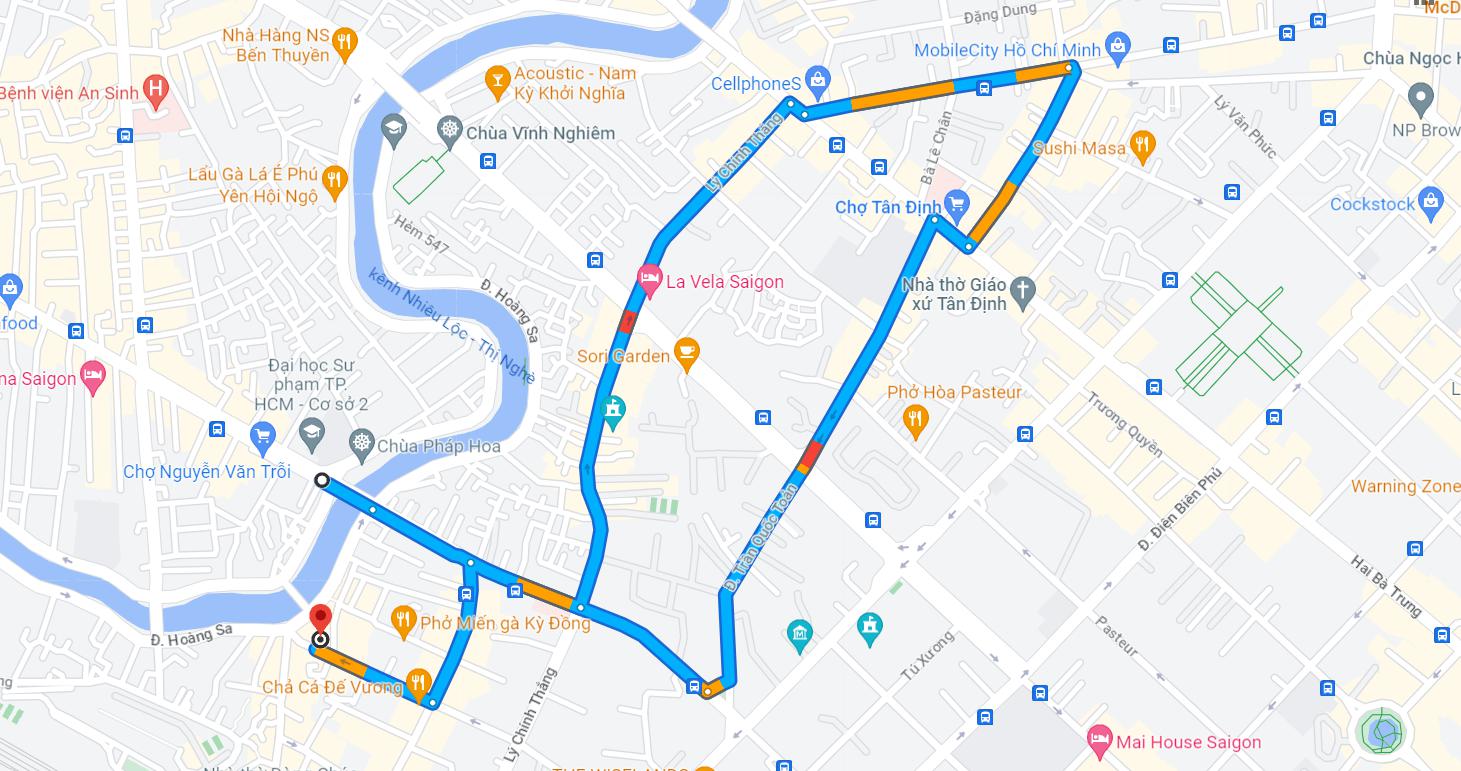 Đặng Dung
McD
Nhà Hàng NS
Bến Thuyền
MobileCity Hồ Chí Minh
Chùa Ngọc H
Acoustic - Nam
Kỳ Khởi Nghĩa
CellphoneS
Bệnh viện An Sinh
H
Lý Văn Phức
NP Brow
Chùa Vĩnh Nghiêm
Lý Chính Thắng
Bà Lê Chân
Sushi Masa
Lẩu Gà Lá É Phú
Yên Hội Ngộ
Chợ Tân Định
Cockstock
Hẻm 547
kênh Nhiêu Lộc - Thị Nghè
Đ. Hoàng Sa
La Vela Saigon
Nhà thờ Giáo
xứ Tân Định
food
Sori Garden
Đại học Sư
phạm TP.
HCM - Cơ sở 2
na Saigon
Phở Hòa Pasteur
Trương Quyền
Chùa Pháp Hoa
Chợ Nguyễn Văn Trỗi
Đ. Điện Biên Phủ
Warning Zone
Đ. Trần Quốc Toản
Hai Bà Trưng
Phở Miến gà Kỳ Đồng
Đ. Hoàng Sa
Pasteur
Tú Xương
ng
Chả Cá Đế Vương
Lý Chính Thắng
Mai House Saigon